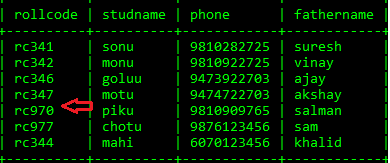 rollcode | studname | phone | fathername
rc341 | sonu | 9810282725 | suresh
rc342 | monu | 9810922725 | vinay
rc346 | goluu | 9473922703 | ajay
rc347 | motu | 9474722703 | akshay
rc970 | piku | 9810909765 | salman
rc977 | chotu | 9876123456 | sam
rc344 | mahi | 6070123456 | khalid